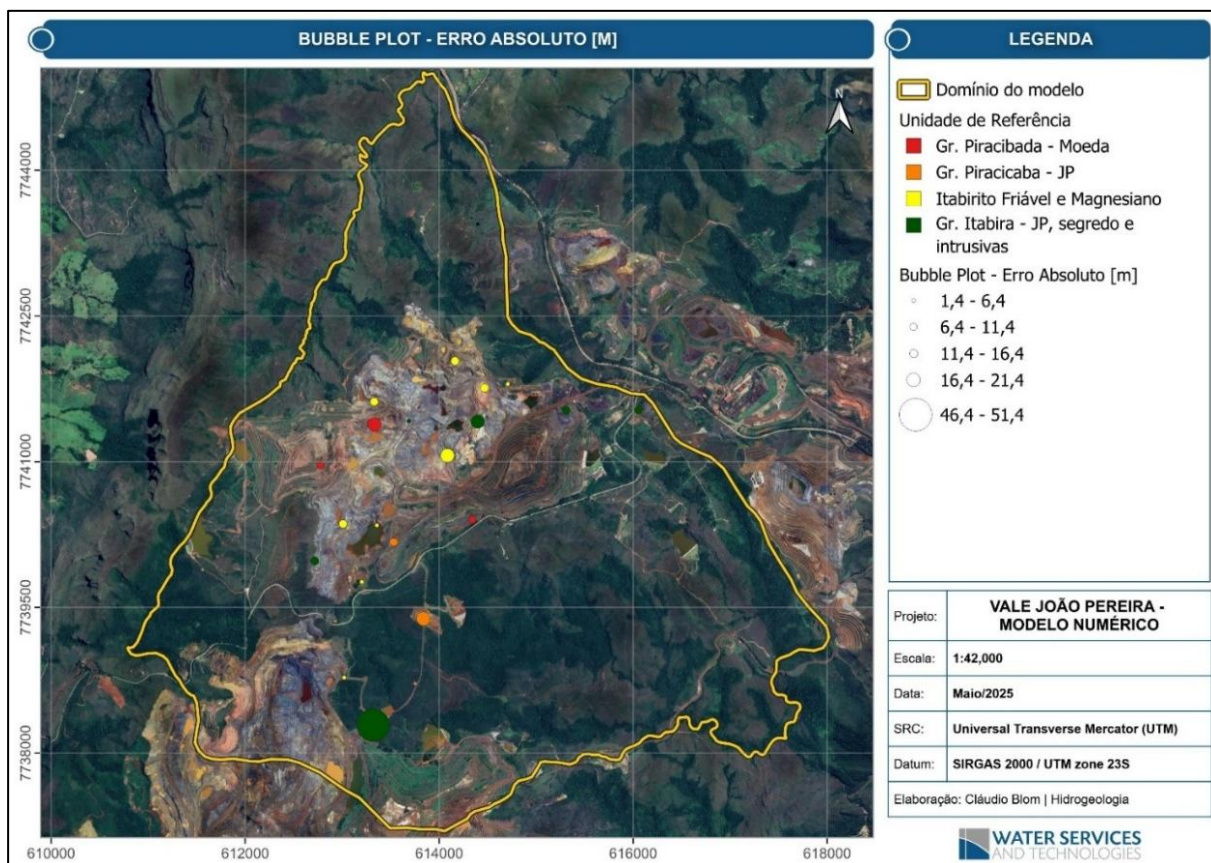 BUBBLE PLOT - ERRO ABSOLUTO [M]
LEGENDA
Domínio do modelo
Unidade de Referência
Gr. Piracibada - Moeda
Gr. Piracicaba - JP
Itabirito Friável e Magnesiano
Gr. Itabira - JP, segredo e
intrusivas
Bubble Plot - Erro Absoluto [m]
1,4 - 6,4
6,4 - 11,4
11,4 - 16,4
16,4 - 21,4
46,4 - 51,4
N
7744000
7742500
7741000
7739500
7738000
610000
612000
614000
616000
618000
Projeto:
VALE JOÃO PEREIRA -
MODELO NUMÉRICO
Escala: 1:42,000
Data: Maio/2025
SRC: Universal Transverse Mercator (UTM)
Datum: SIRGAS 2000 / UTM zone 23S
Elaboração: Cláudio Blom | Hidrogeologia
WATER SERVICES
AND TECHNOLOGIES